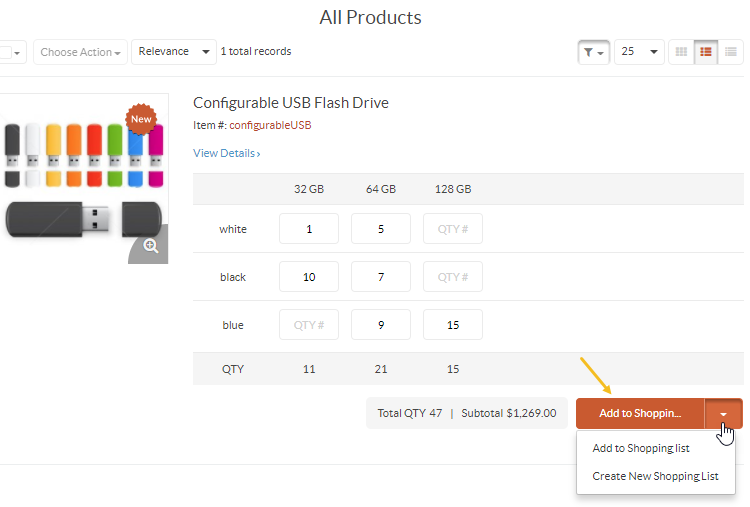 All Products
Choose Action
Relevance
1 total records
25
New
Configurable USB Flash Drive
Item #: configurableUSB
View Details ›
32 GB 64 GB 128 GB
white 1 5 QTY #
black 10 7 QTY #
blue QTY # 9 15
QTY 11 21 15
Total QTY 47 | Subtotal $1,269.00
Add to Shoppin...
Add to Shopping list
Create New Shopping List